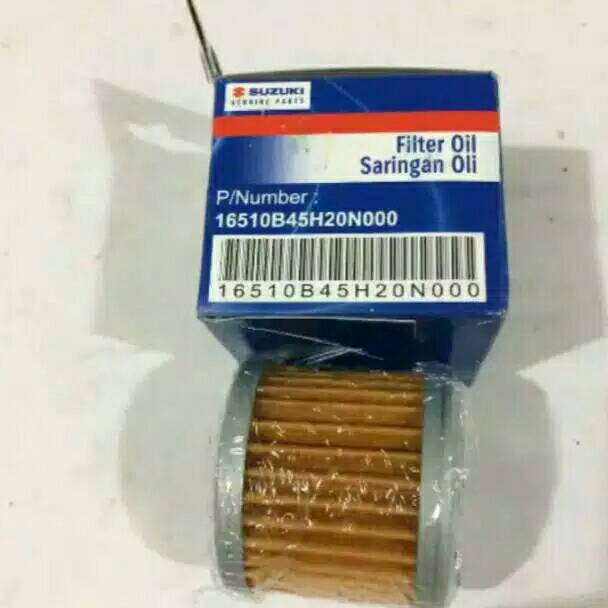 SUZUKI
GENUINE PARTS
Filter Oil
Saringan Oli
P/Number :
16510B45H20N000
16510B45H20N000